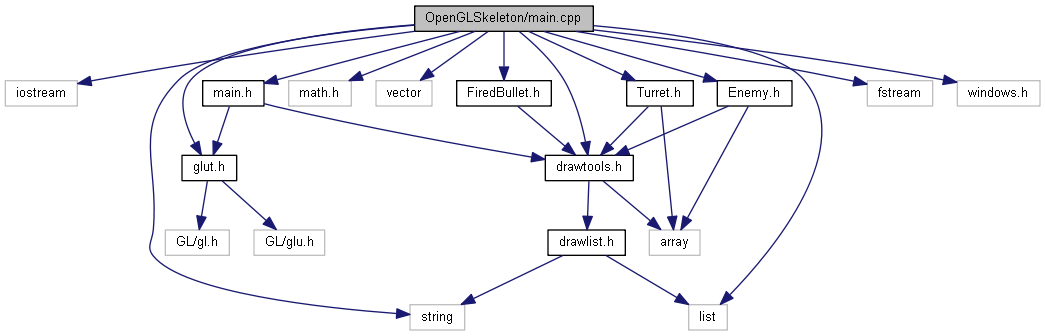 OpenGLSkeleton/main.cpp
iostream
main.h
math.h
vector
FiredBullet.h
Turret.h
Enemy.h
fstream
windows.h
glut.h
drawtools.h
GL/gl.h
GL/glu.h
drawlist.h
array
string
list